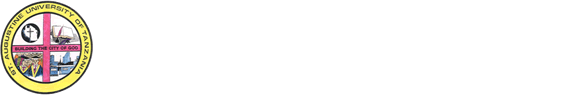 ST. AUGUSTINE UNIVERSITY OF TANZANIA
BUILDING THE CITY OF GOD